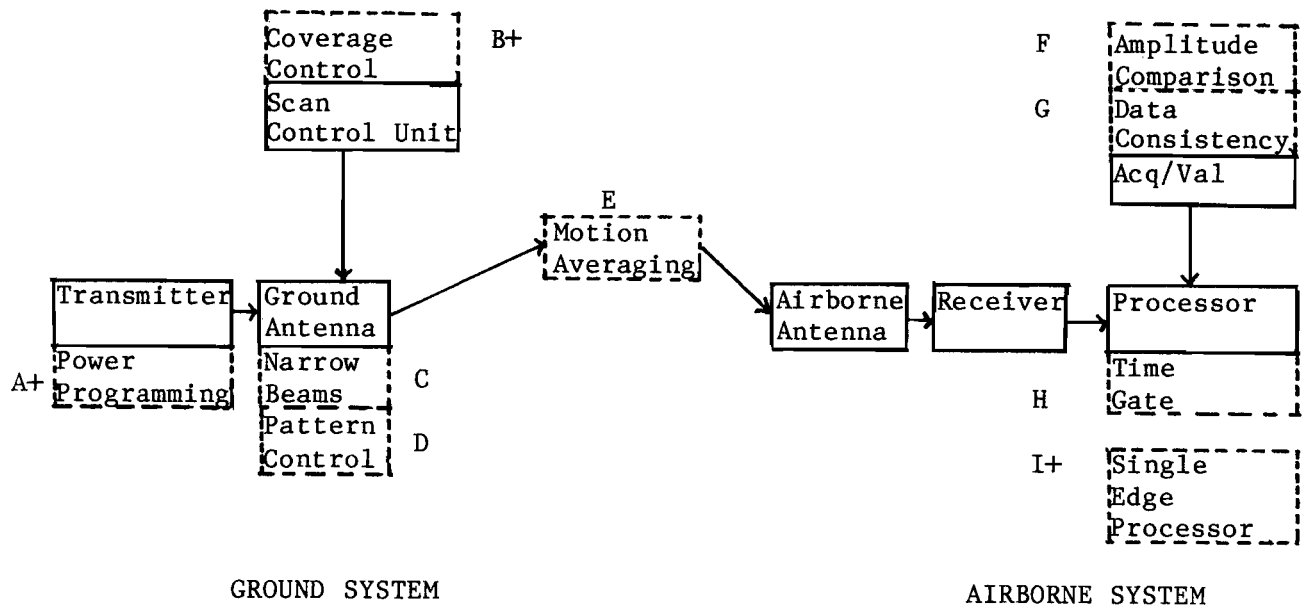 Coverage
Control
B+
Scan
Control Unit
F
Amplitude
Comparison
G
Data
Consistency
Acq/Val
E
Motion
Averaging
Transmitter
Ground
Antenna
Airborne
Antenna
Receiver
Processor
A+
Power
Programming
Narrow
Beams
C
Pattern
Control
D
H
Time
Gate
I+
Single
Edge
Processor
GROUND SYSTEM
AIRBORNE SYSTEM